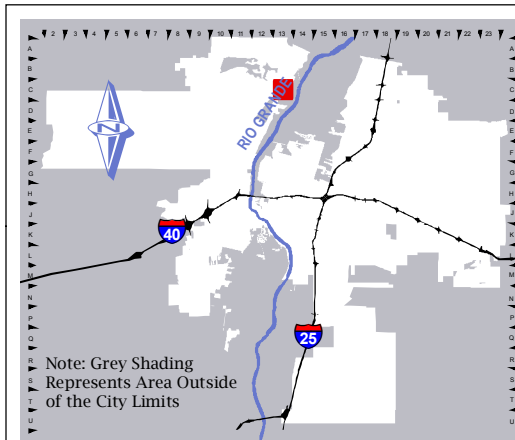 2 3 4 5 6 7 8 9 10 11 12 13 14 15 16 17 18 19 20 21 22 23
A A
B B
C C
D D
E E
RIO GRANDE
N
F F
G G
H H
J J
K K
40
L L
M M
N N
P P
Q Q
25
R R
S S
T T
U U
Note: Grey Shading
Represents Area Outside
of the City Limits